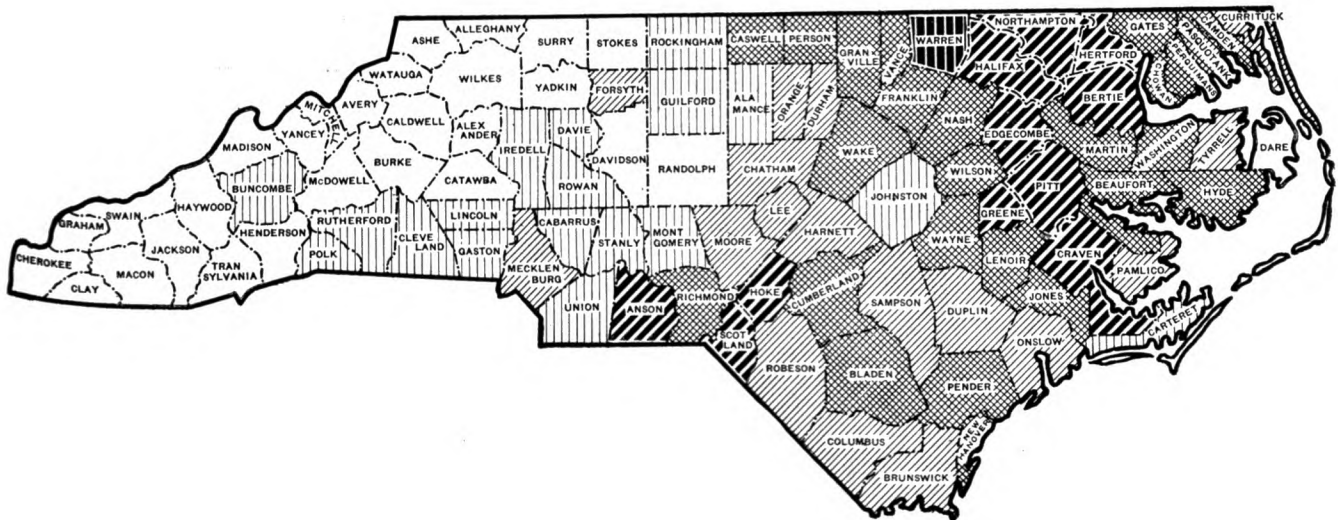 ASHE
ALLEGHANY
SURRY
STOKES
ROCKINGHAM
CASWELL
PERSON
GRAN
VILLE
VANCE
WARREN
NORTHAMPTON
HALIFAX
HERTFORD
BERTIE
GATES
CHOWAN
PERQUIMANS
PASQUOTANK
CAMDEN
CURRITUCK
WATAUGA
WILKES
YADKIN
FORSYTH
GUILFORD
ALA
MANCE
ORANGE
DURHAM
FRANKLIN
NASH
EDGECOMBE
MARTIN
WASHINGTON
TYRRELL
DARE
MITCHELL
AVERY
CALDWELL
ALEX
ANDER
IREDELL
DAVIE
DAVIDSON
RANDOLPH
CHATHAM
WAKE
JOHNSTON
WILSON
PITT
BEAUFORT
HYDE
MADISON
YANCEY
BURKE
McDOWELL
CATAWBA
ROWAN
BUNCOMBE
HAYWOOD
SWAIN
GRAHAM
CHEROKEE
CLAY
MACON
JACKSON
TRAN
SYLVANIA
HENDERSON
POLK
RUTHERFORD
CLEVE
LAND
LINCOLN
GASTON
MECKLEN
BURG
CABARRUS
STANLY
MONT
GOMERY
MOORE
LEE
HARNETT
WAYNE
GREENE
LENOIR
CRAVEN
PAMLICO
JONES
CARTERET
UNION
ANSON
RICHMOND
SCOT
LAND
HOKE
CUMBERLAND
SAMPSON
DUPLIN
ONSLOW
ROBESON
BLADEN
PENDER
NEW
HANOVER
COLUMBUS
BRUNSWICK